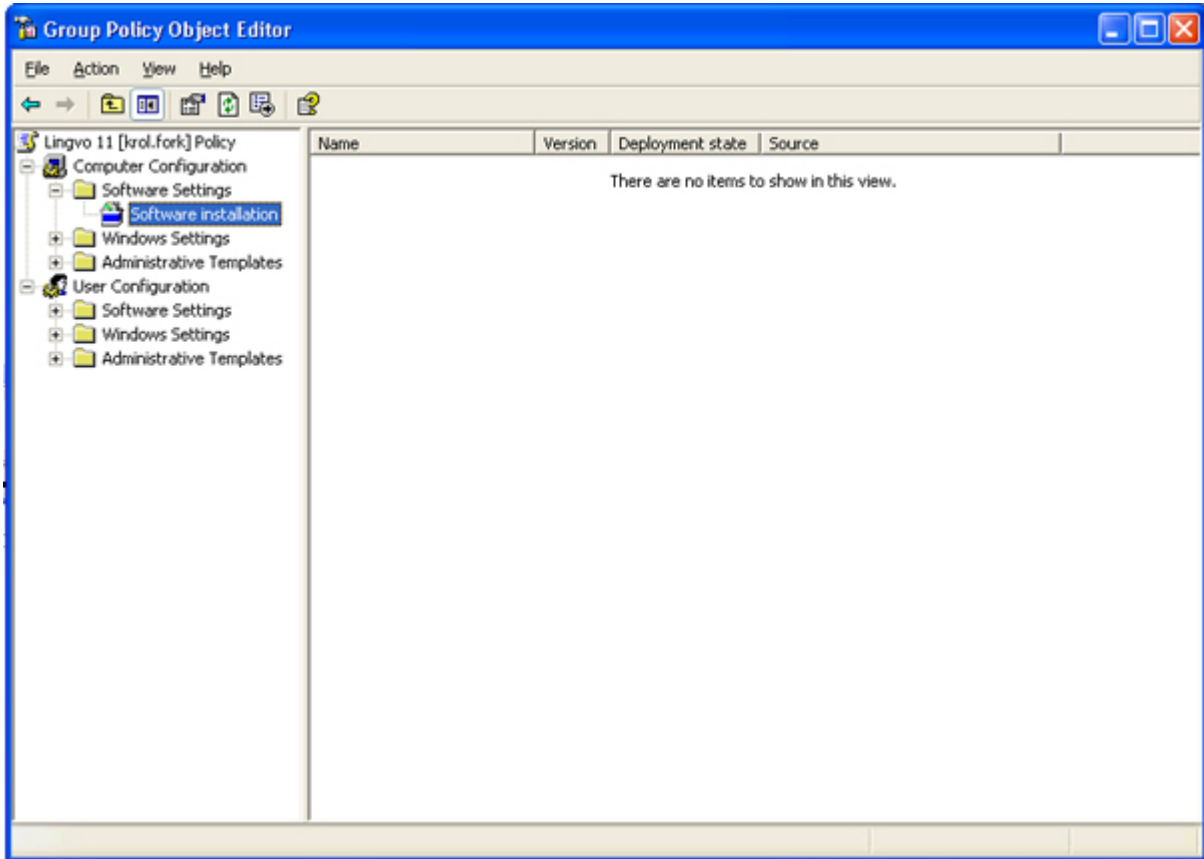 Group Policy Object Editor
File Action View Help
Lingvo 11 [krol.fork] Policy
Computer Configuration
Software Settings
Software installation
Windows Settings
Administrative Templates
User Configuration
Software Settings
Windows Settings
Administrative Templates
Name Version Deployment state Source
There are no items to show in this view.